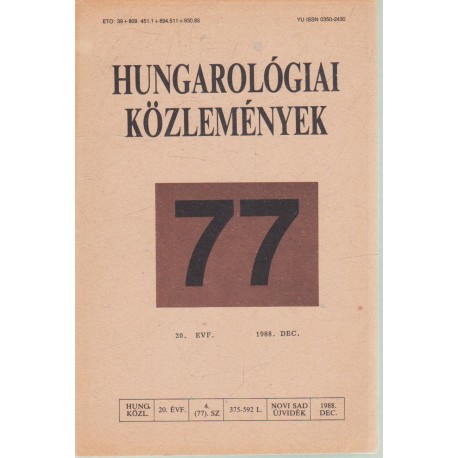 ETO: 39+809. 451.1+894.511+930.85 YU ISSN 0350-2430
HUNGAROLÓGIAI
KÖZLEMÉNYEK
77
20. EVF. 1988. DEC.
HUNG. KÖZL. 20. ÉVF. 4. (77). SZ 375-592 L. NOVI SAD ÚJVIDÉK 1988. DEC.